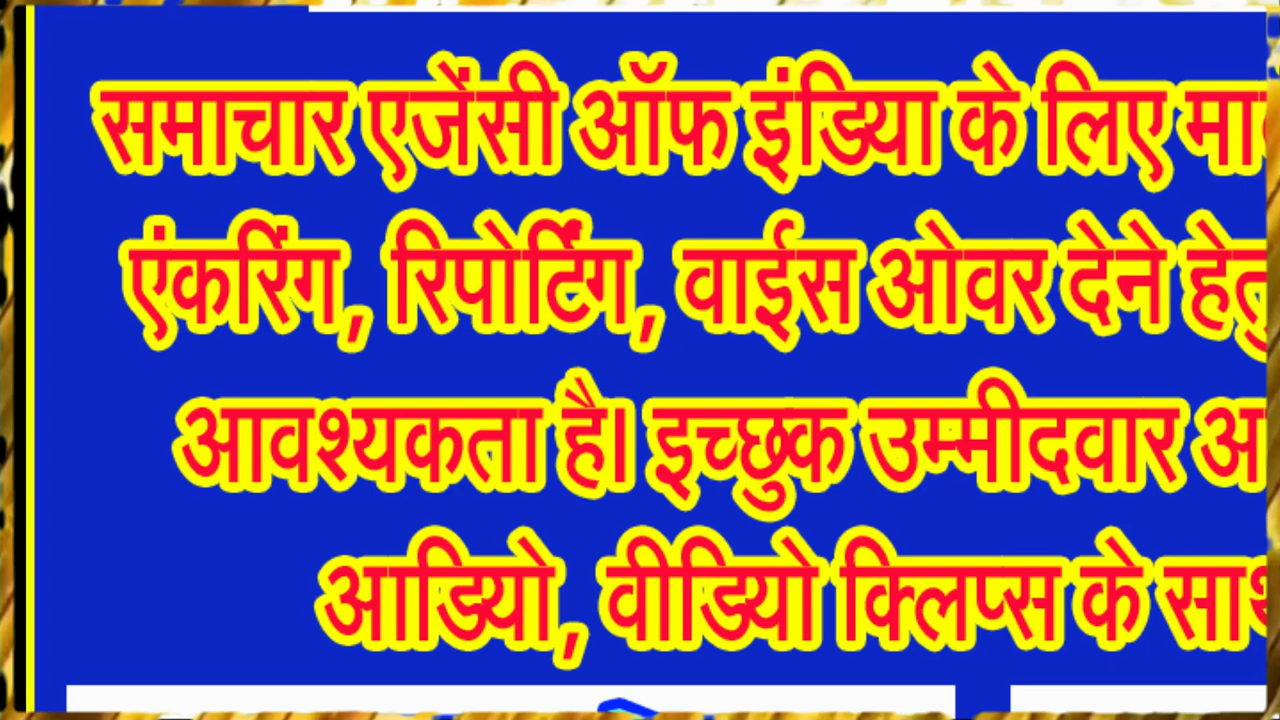 समाचार एजेंसी ऑफ इंडिया के लिए
एंकरिंग, रिपोर्टिंग, वाईस ओवर देने हेतु
आवश्यकता है। इच्छुक उम्मीदवार
आडियो, वीडियो क्लिप्स के साथ